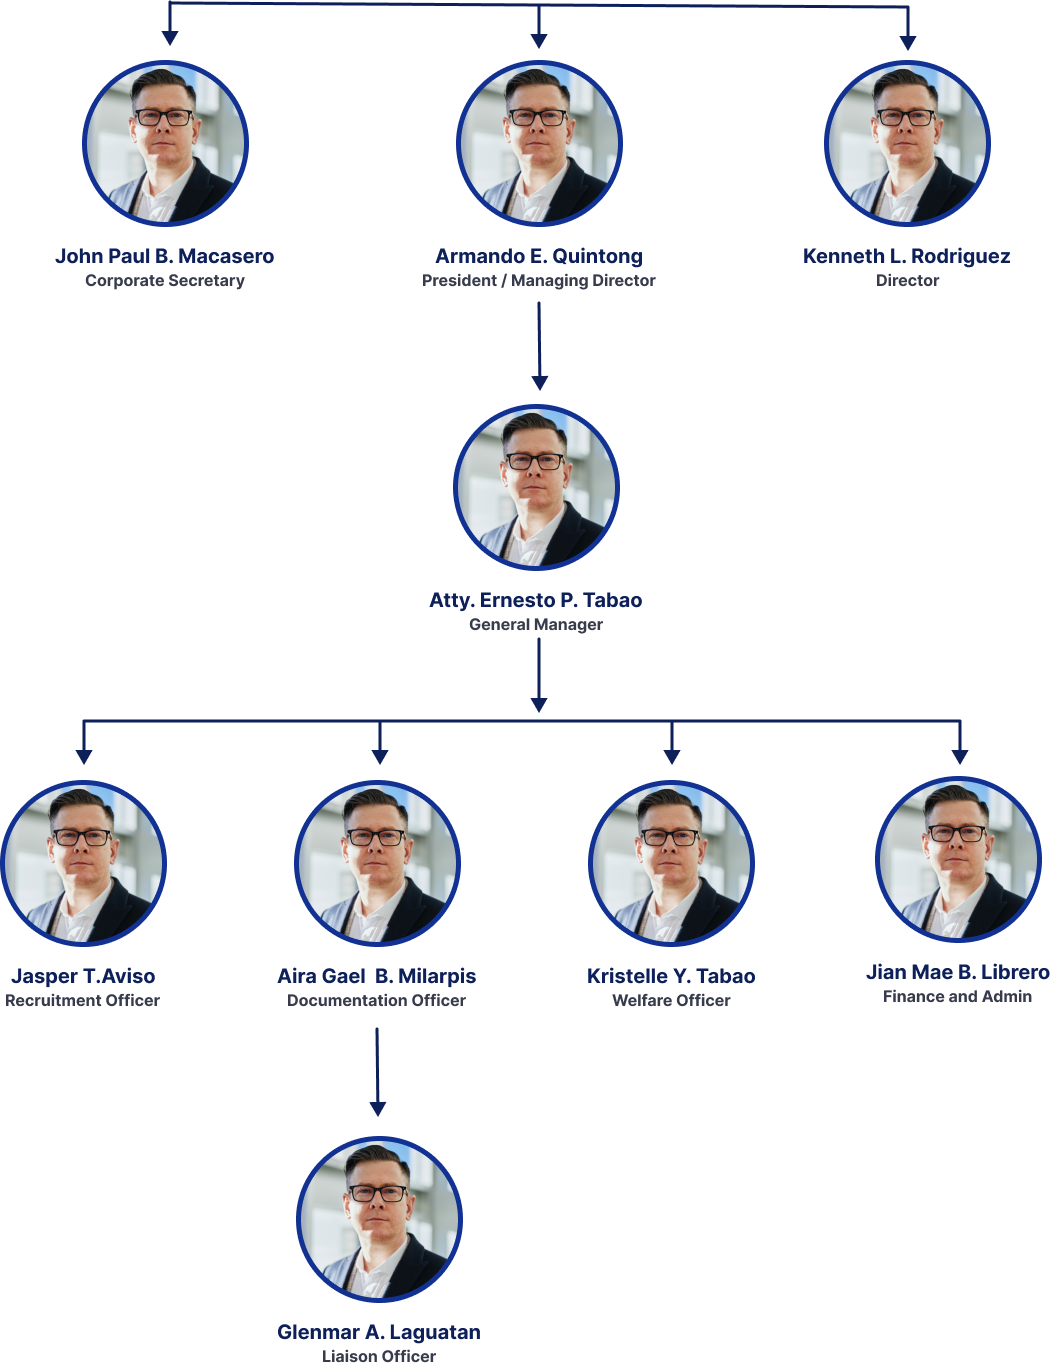 John Paul B. Macasero
Corporate Secretary
Armando E. Quintong
President / Managing Director
Kenneth L. Rodriguez
Director
Atty. Ernesto P. Tabao
General Manager
Jasper T.Aviso
Recruitment Officer
Aira Gael  B. Milarpis
Documentation Officer
Kristelle Y. Tabao
Welfare Officer
Jian Mae B. Librero
Finance and Admin
Glenmar A. Laguatan
Liaison Officer